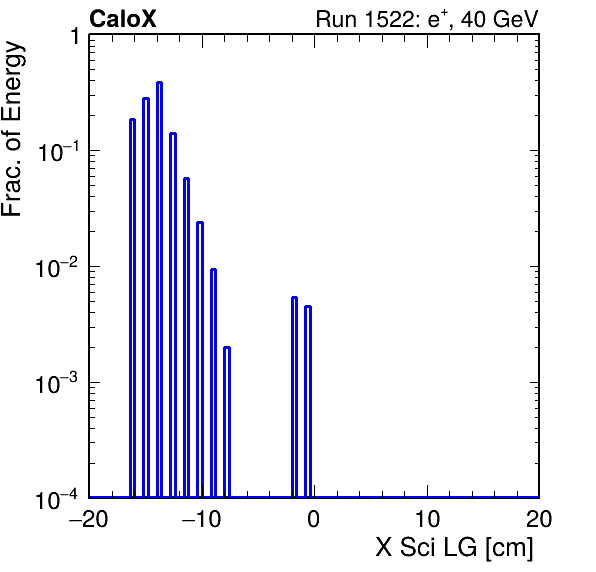 CaloX Run 1522: e⁺, 40 GeV
Frac. of Energy
1
10⁻¹
10⁻²
10⁻³
10⁻⁴
−20 −10 0 10 20
X Sci LG [cm]